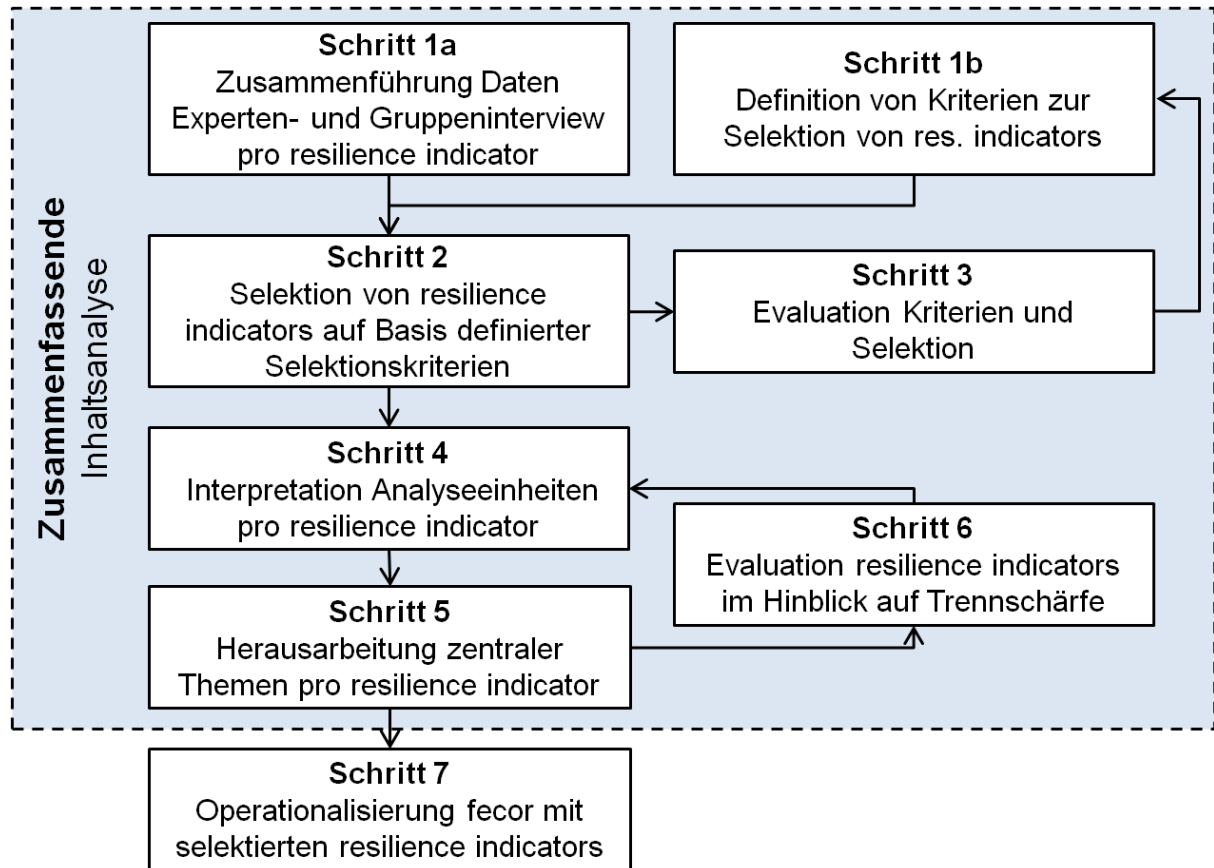 Zusammenfassende
Inhaltsanalyse
Schritt 1a
Zusammenführung Daten
Experten- und Gruppeninterview
pro resilience indicator
Schritt 1b
Definition von Kriterien zur
Selektion von res. indicators
Schritt 2
Selektion von resilience
indicators auf Basis definierter
Selektionskriterien
Schritt 3
Evaluation Kriterien und
Selektion
Schritt 4
Interpretation Analyseeinheiten
pro resilience indicator
Schritt 5
Herausarbeitung zentraler
Themen pro resilience indicator
Schritt 6
Evaluation resilience indicators
im Hinblick auf Trennschärfe
Schritt 7
Operationalisierung fecor mit
selektierten resilience indicators